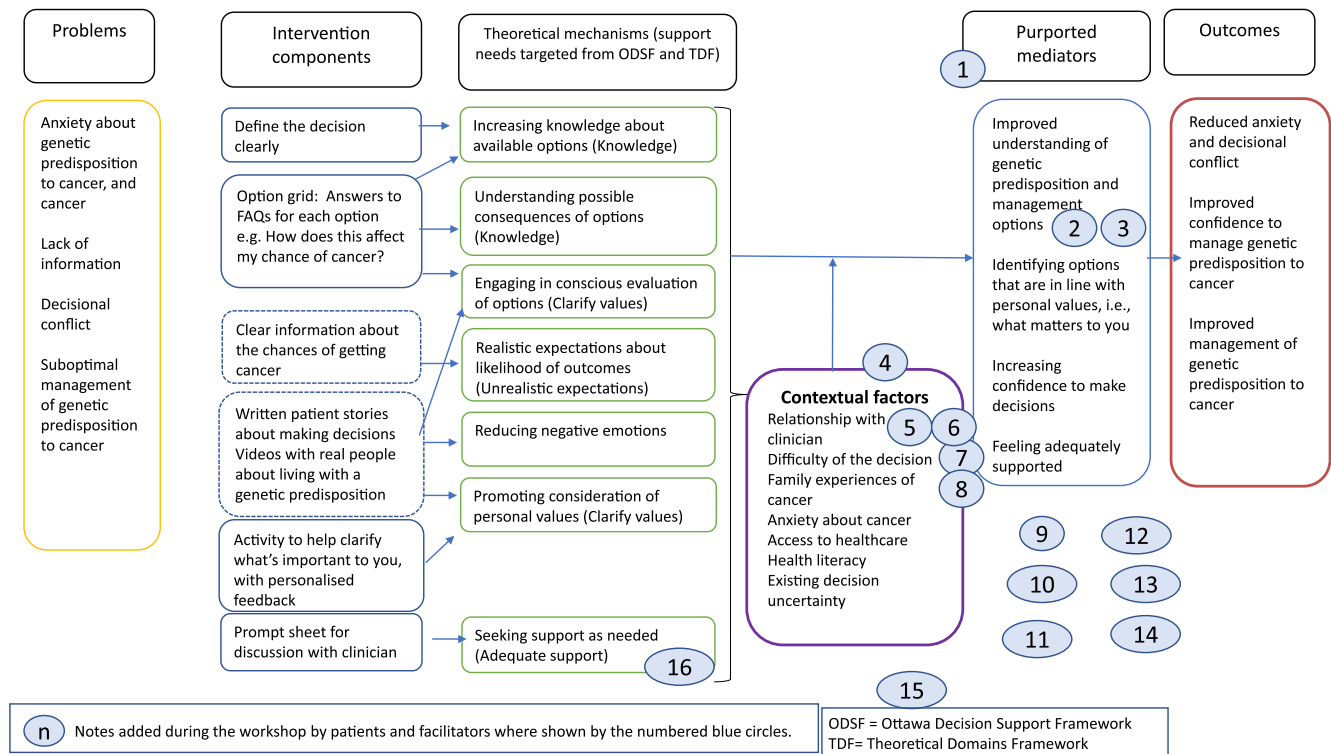 Problems
Intervention
components
Theoretical mechanisms (support
needs targeted from ODSF and TDF)
Purported
mediators
1
Outcomes
Anxiety about
genetic
predisposition
to cancer, and
cancer
Lack of
information
Decisional
conflict
Suboptimal
management
of genetic
predisposition
to cancer
Define the decision
clearly
Option grid: Answers to
FAQs for each option
e.g. How does this affect
my chance of cancer?
Clear information about
the chances of getting
cancer
Written patient stories
about making decisions
Videos with real people
about living with a
genetic predisposition
Activity to help clarify
what's important to you,
with personalised
feedback
Prompt sheet for
discussion with clinician
Increasing knowledge about
available options (Knowledge)
Understanding possible
consequences of options
(Knowledge)
Engaging in conscious evaluation
of options (Clarify values)
Realistic expectations about
likelihood of outcomes
(Unrealistic expectations)
Reducing negative emotions
Promoting consideration of
personal values (Clarify values)
Seeking support as needed
(Adequate support)
16
4
Contextual factors
Relationship with
clinician
5
6
Difficulty of the decision
7
Family experiences of
cancer
8
Anxiety about cancer
Access to healthcare
Health literacy
Existing decision
uncertainty
Improved
understanding of
genetic
predisposition and
management
options
2
3
Identifying options
that are in line with
personal values, i.e.,
what matters to you
Increasing
confidence to make
decisions
Feeling adequately
supported
Reduced anxiety
and decisional
conflict
Improved
confidence to
manage genetic
predisposition to
cancer
Improved
management of
genetic
predisposition to
cancer
9
10
11
12
13
14
15
n
Notes added during the workshop by patients and facilitators where shown by the numbered blue circles.
ODSF = Ottawa Decision Support Framework
TDF= Theoretical Domains Framework